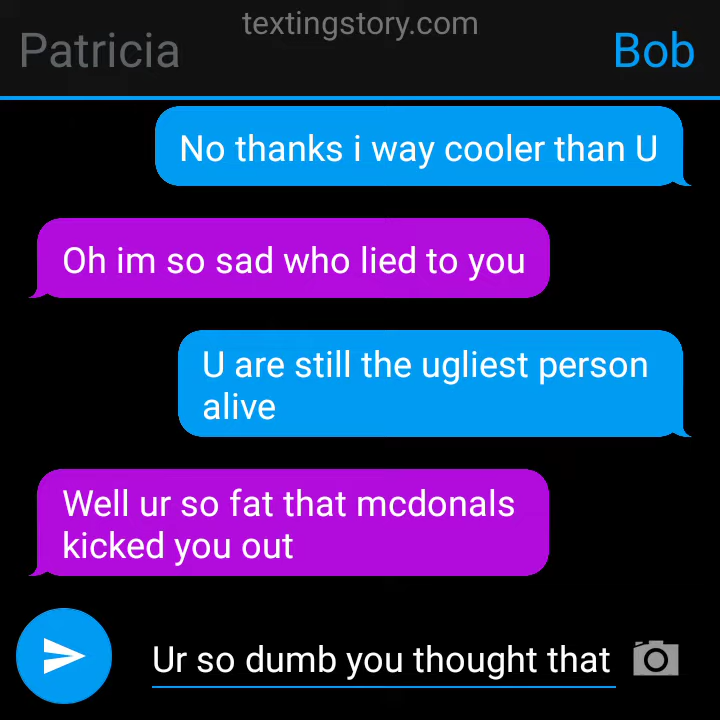 textingstory.com
Patricia
Bob
No thanks i way cooler than U
Oh im so sad who lied to you
U are still the ugliest person
alive
Well ur so fat that mcdonals
kicked you out
Ur so dumb you thought that